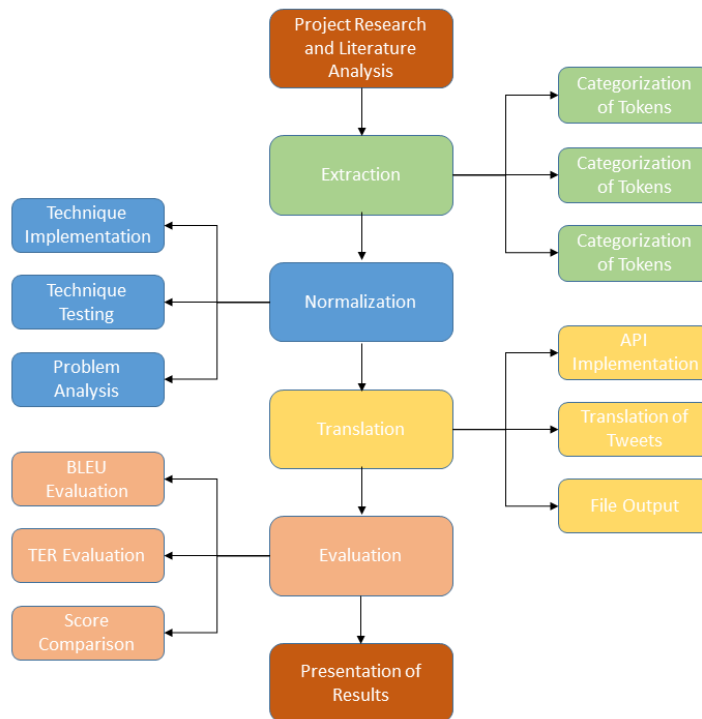 Project Research
and Literature
Analysis
Categorization
of Tokens
Extraction
Categorization
of Tokens
Categorization
of Tokens
Technique
Implementation
Normalization
Technique
Testing
Problem
Analysis
API
Implementation
Translation
Translation of
Tweets
File Output
BLEU
Evaluation
Evaluation
TER Evaluation
Score
Comparison
Presentation of
Results